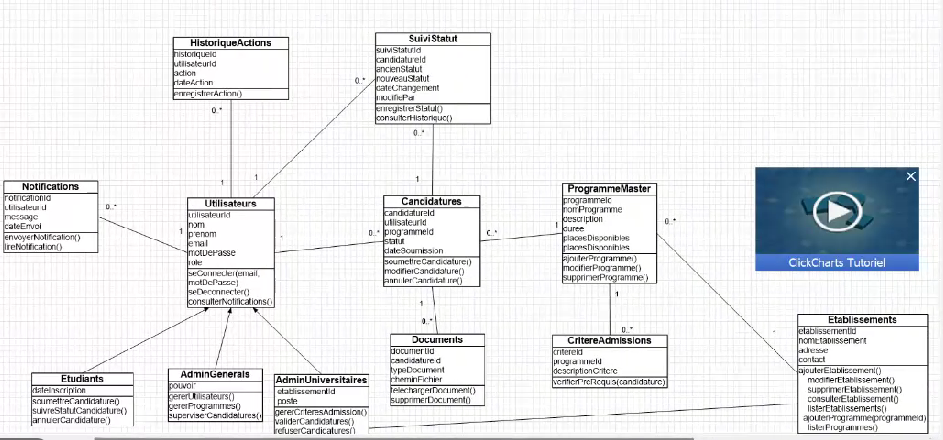 HistoriqueActions
historiqueId
utilisateurId
action
dateAction
enregistrerAction()
0..*
SuiviStatut
suiviStatutId
candidatureId
ancienStatut
nouveauStatut
dateChangement
modifiePar
enregistrerStatut()
consulterHistorique()
0..*
0..*
Notifications
notificationId
utilisateurId
message
dateEnvoi
envoyerNotification()
lireNotification()
0..*
1
1
1
1
Utilisateurs
utilisateurId
nom
prenom
email
motDePasse
role
seConnecter(email,
motDePasse)
seDeconnecter()
consulterNotifications()
0..*
Candidatures
candidatureId
utilisateurId
programmeId
statut
dateSoumission
soumettreCandidature()
modifierCandidature()
annulerCandidature()
0..*
1
ProgrammeMaster
programmeId
nomProgramme
description
duree
placesDisponibles
placesDisponibles
ajouterProgramme()
modifierProgramme()
supprimerProgramme()
0..*
ClickCharts Tutoriel
1
0..*
1
0..*
Documents
documentId
candidatureId
typeDocument
cheminFichier
telechargerDocument()
supprimerDocument()
CritereAdmissions
critereId
programmeId
descriptionCritere
verifierPreRequis(candidature)
Etablissements
etablissementId
nomEtablissement
adresse
contact
ajouterEtablissement()
modifierEtablissement()
supprimerEtablissement()
consulterEtablissement()
listerEtablissements()
ajouterProgramme(programmeId)
listerProgrammes()
Etudiants
dateInscription
soumettreCandidature()
suivreStatutCandidature()
annulerCandidature()
AdminGenerals
pouvoir
gererUtilisateurs()
gererProgrammes()
superviserCandidatures()
AdminUniversitaires
etablissementId
poste
gererCriteresAdmission()
validerCandidatures()
refuserCandidatures()